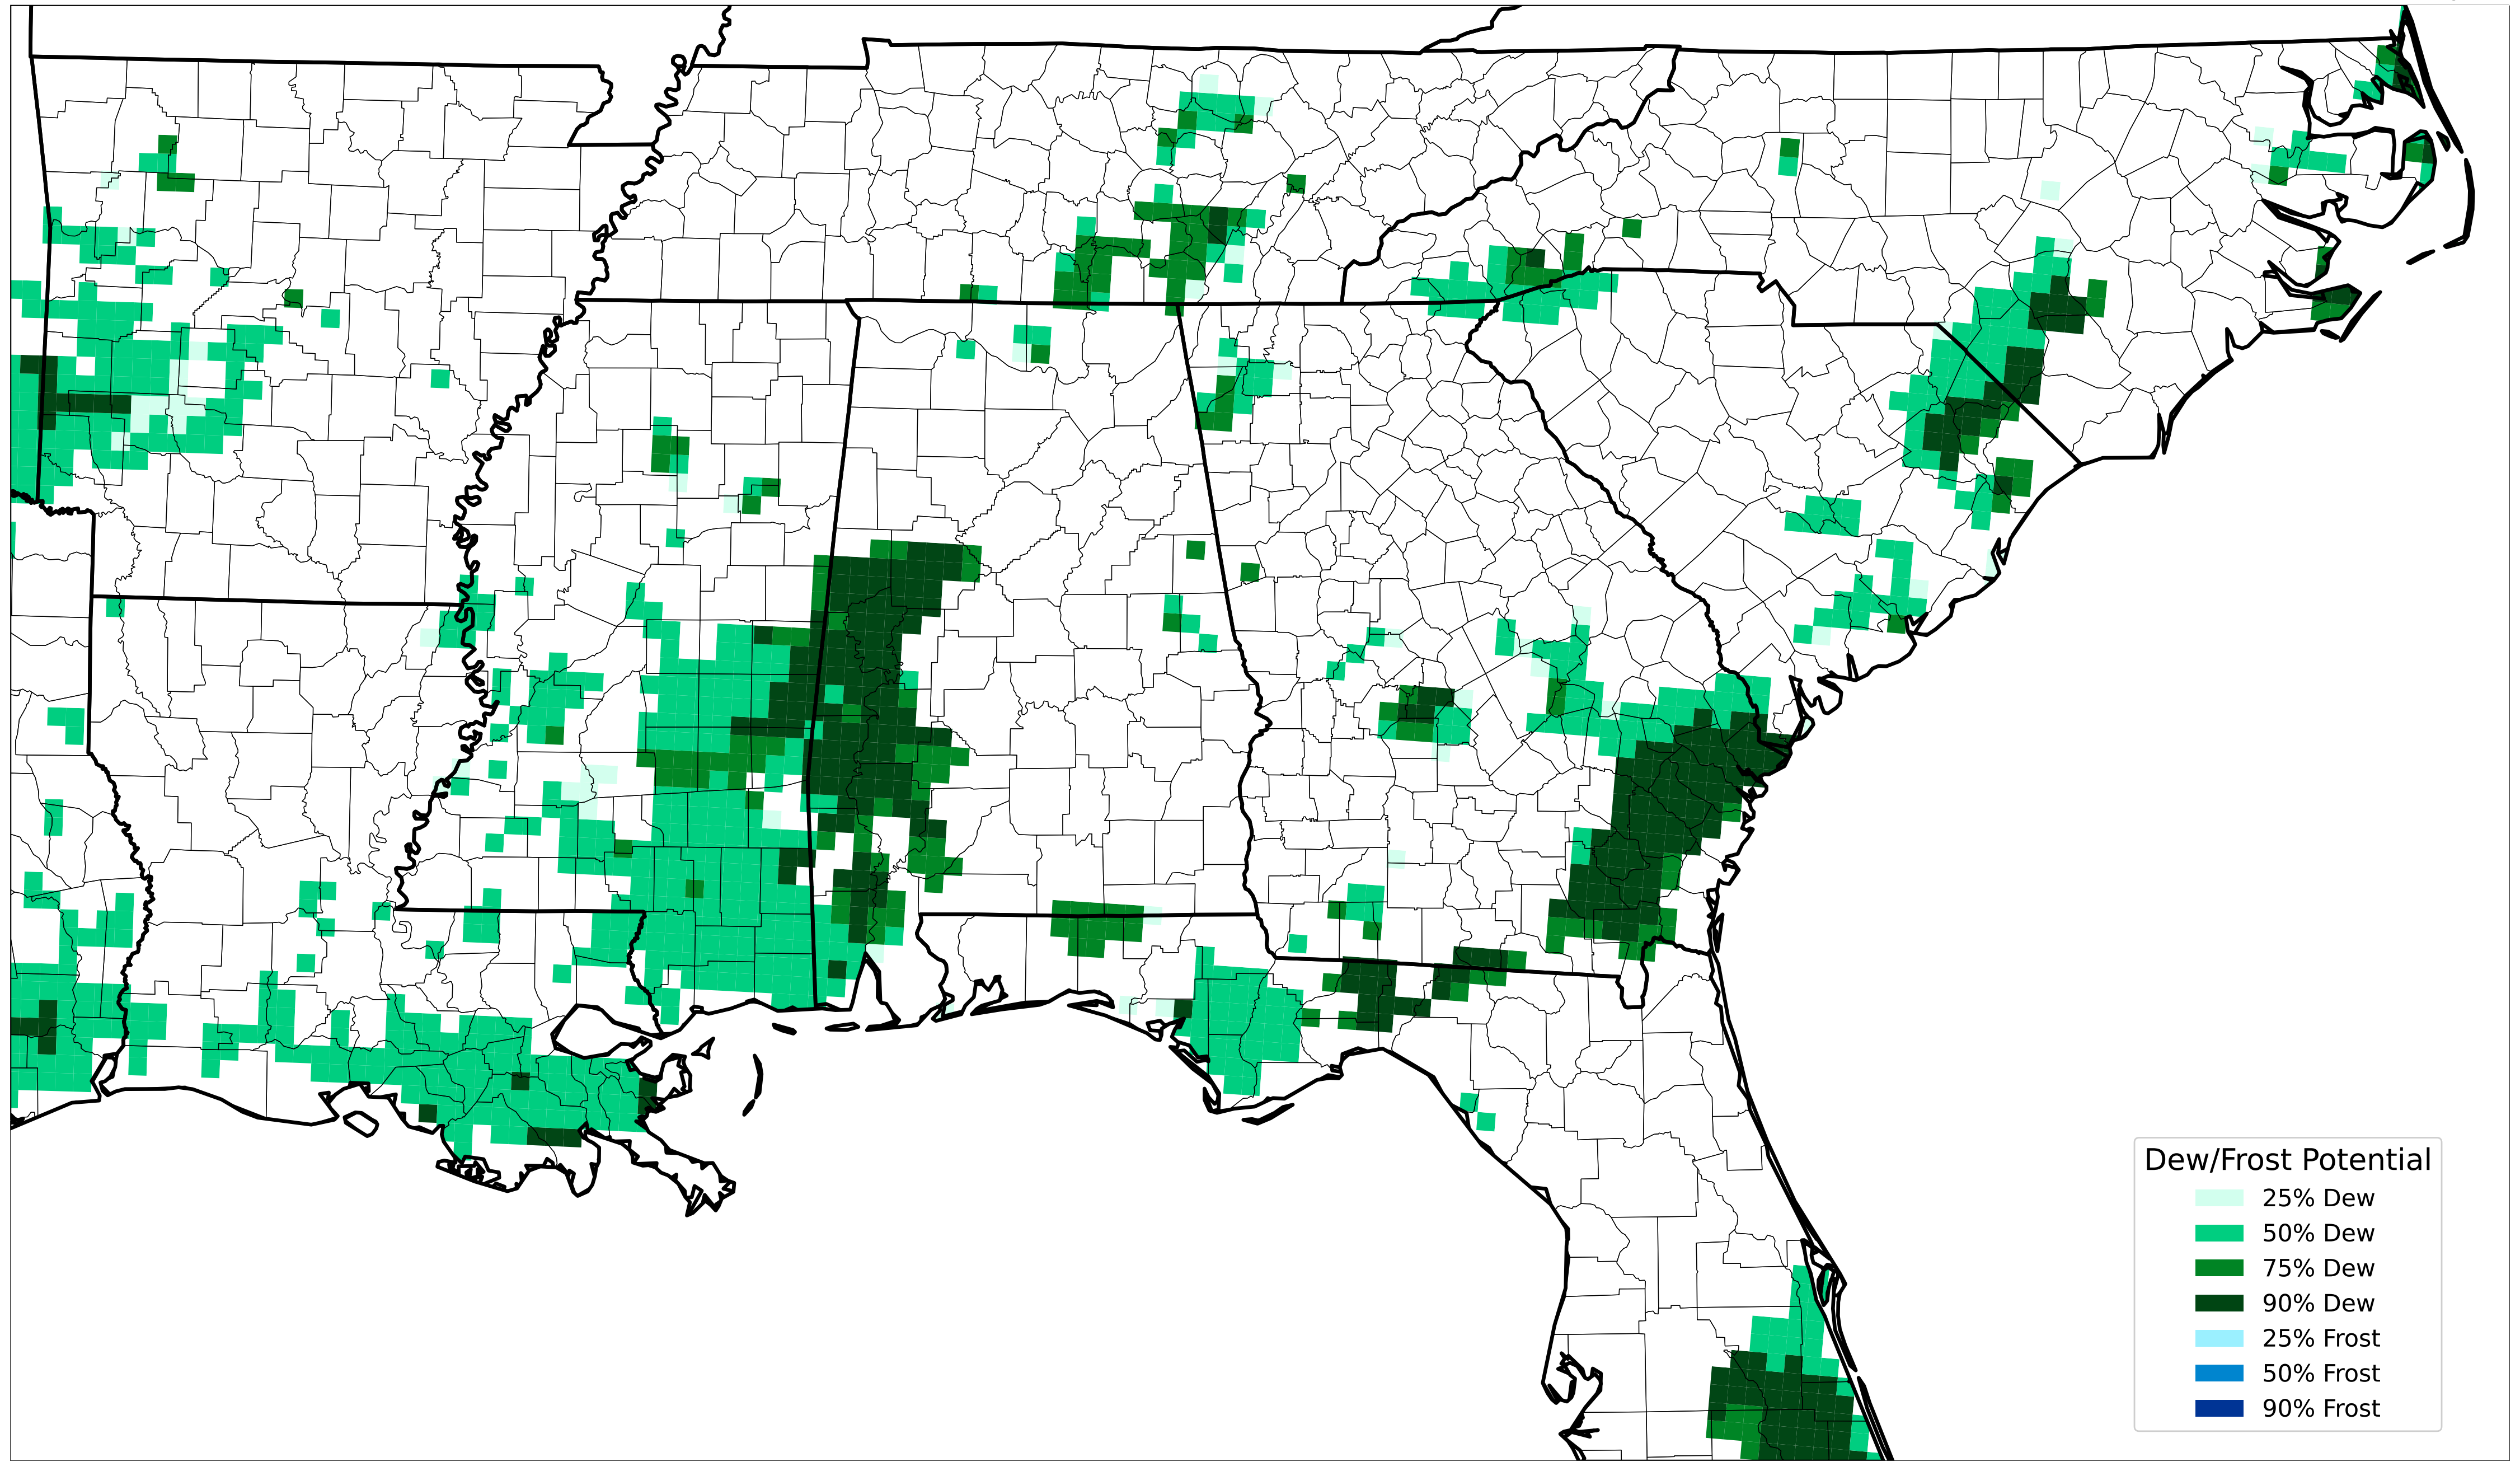 Dew/Frost Potential
25% Dew
50% Dew
75% Dew
90% Dew
25% Frost
50% Frost
90% Frost